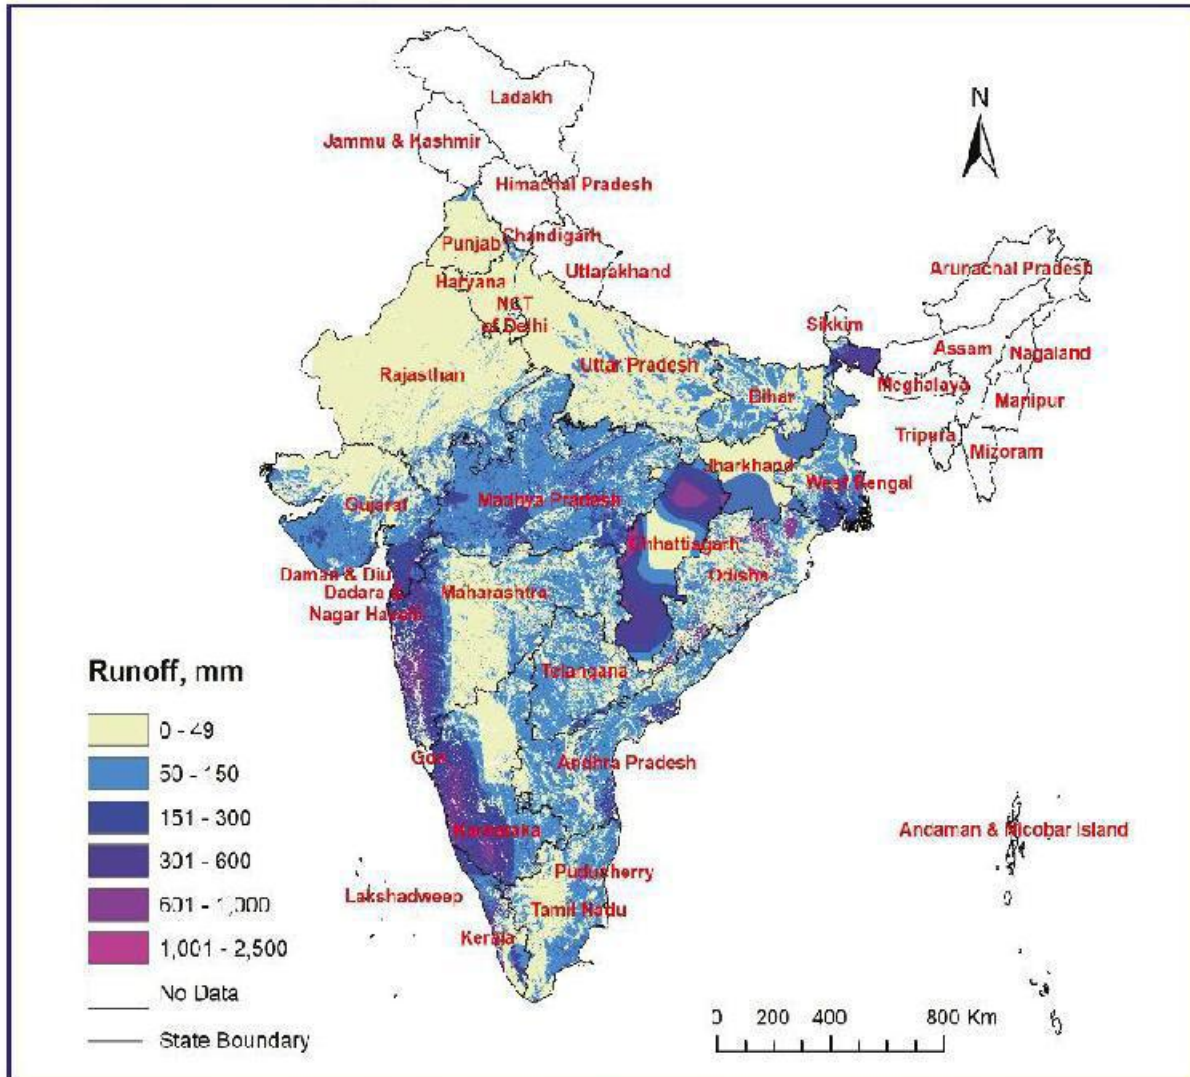 Ladakh
N
Jammu & Kashmir
Himachal Pradesh
Chandigarh
Punjab
Uttarakhand
Arunachal Pradesh
Haryana
NCT
of Delhi
Sikkim
Assam
Nagaland
Rajasthan
Uttar Pradesh
Meghalaya
Bihar
Manipur
Tripura
Mizoram
Jharkhand
West Bengal
Gujarat
Madhya Pradesh
Chhattisgarh
Odisha
Daman & Diu
Dadara &
Nagar Haveli
Maharashtra
Telangana
Runoff, mm
0 - 49
50 - 150
151 - 300
301 - 600
601 - 1,000
1,001 - 2,500
No Data
State Boundary
Goa
Andhra Pradesh
Karnataka
Andaman & Nicobar Island
Puducherry
Lakshadweep
Tamil Nadu
Kerala
0 200 400 800 Km